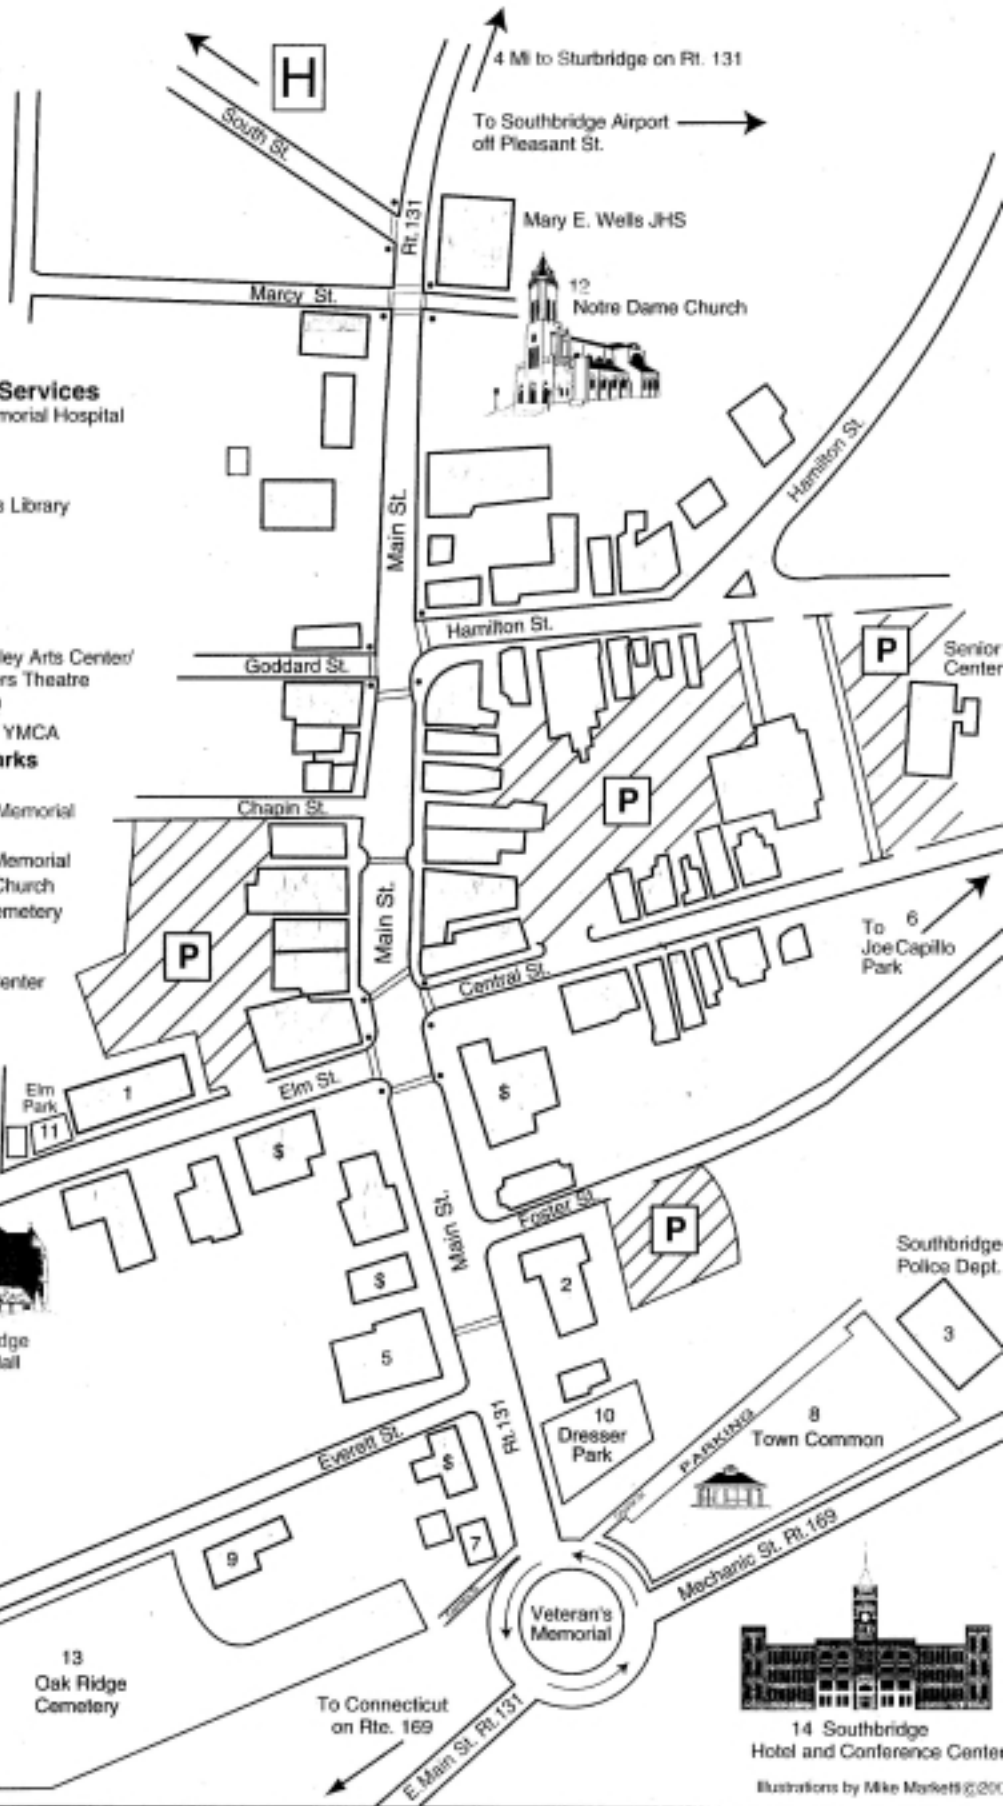 H
4 Mi to Sturbridge on Rt. 131
To Southbridge Airport
off Pleasant St.
South St.
Rt. 131
Mary E. Wells JHS
Marcy St.
12
Notre Dame Church
Services
morial Hospital
Hamilton St.
Library
Main St.
Hamilton St.
Goddard St.
P
Senior
Center
ley Arts Center/
rs Theatre
YMCA
arks
Chapin St.
P
Memorial
Memorial
Church
emetery
Main St.
P
To 6
Joe Capillo
Park
enter
Central St.
Elm St.
Elm
Park
1
11
$
$
Main St.
Foster St.
P
$
2
Southbridge
Police Dept.
3
5
dge
all
Rt. 131
10
Dresser
Park
PARKING
8
Town Common
Everett St.
$
7
9
Mechanic St. Rt. 169
Veteran's
Memorial
13
Oak Ridge
Cemetery
To Connecticut
on Rte. 169
E. Main St. Rt. 131
14 Southbridge
Hotel and Conference Center
Illustrations by Mike Marketti ©200